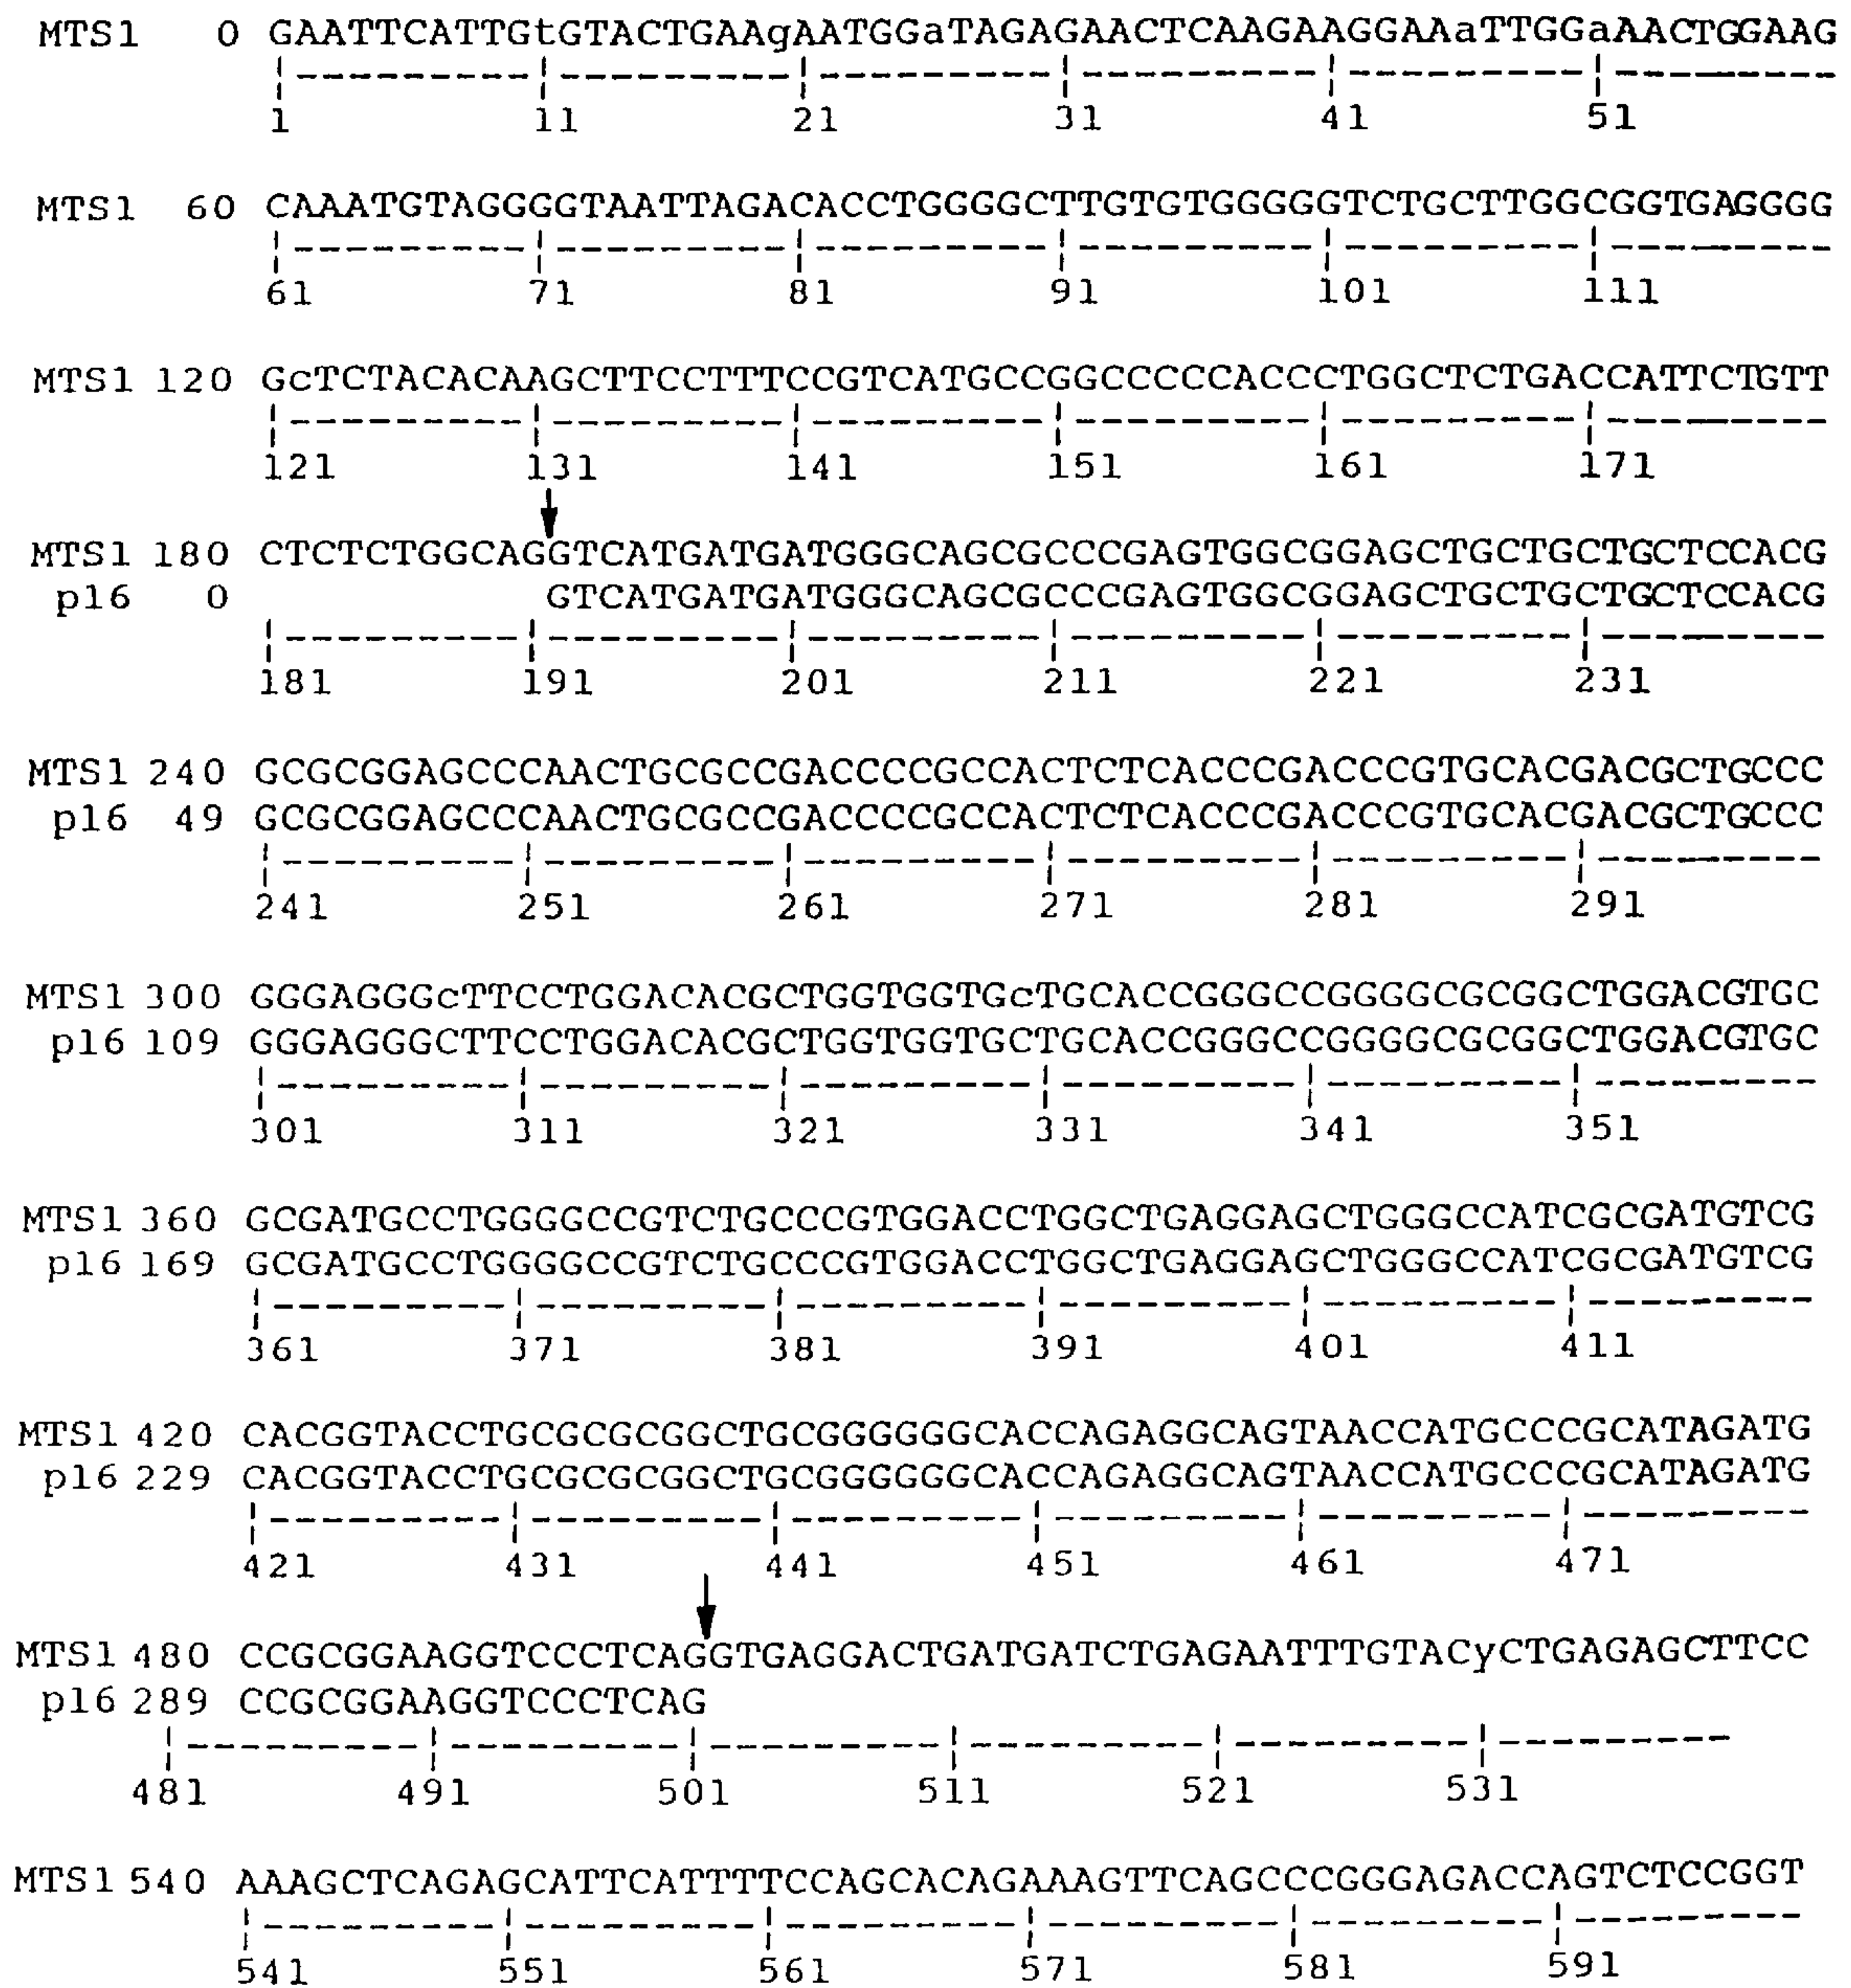 MTS1 0 GAATTCATTGtGTACTGAAgAATGGaTAGAGAACTCAAGAAGGAAaTTGGaAACTGGAAG
1 11 21 31 41 51
MTS1 60 CAAATGTAGGGGTAATTAGACACCTGGGGCTTGTGTGGGGGTCTGCTTGGCGGTGAGGGG
61 71 81 91 101 111
MTS1 120 GcTCTACACAAGCTTCCTTTCCGTCATGCCGGCCCCCACCCTGGCTCTGACCATTCTGTT
121 131 141 151 161 171
MTS1 180 CTCTCTGGCAGGTCATGATGATGGGCAGCGCCCGAGTGGCGGAGCTGCTGCTGCTCCACG
p16 0 GTCATGATGATGGGCAGCGCCCGAGTGGCGGAGCTGCTGCTGCTCCACG
181 191 201 211 221 231
MTS1 240 GCGCGGAGCCCAACTGCGCCGACCCCGCCACTCTCACCCGACCCGTGCACGACGCTGCCC
p16 49 GCGCGGAGCCCAACTGCGCCGACCCCGCCACTCTCACCCGACCCGTGCACGACGCTGCCC
241 251 261 271 281 291
MTS1 300 GGGAGGGcTTCCTGGACACGCTGGTGGTGcTGCACCGGGCCGGGGCGCGGCTGGACGTGC
p16 109 GGGAGGGCTTCCTGGACACGCTGGTGGTGCTGCACCGGGCCGGGGCGCGGCTGGACGTGC
301 311 321 331 341 351
MTS1 360 GCGATGCCTGGGGCCGTCTGCCCGTGGACCTGGCTGAGGAGCTGGGCCATCGCGATGTCG
p16 169 GCGATGCCTGGGGCCGTCTGCCCGTGGACCTGGCTGAGGAGCTGGGCCATCGCGATGTCG
361 371 381 391 401 411
MTS1 420 CACGGTACCTGCGCGCGGCTGCGGGGGGCACCAGAGGCAGTAACCATGCCCGCATAGATG
p16 229 CACGGTACCTGCGCGCGGCTGCGGGGGGCACCAGAGGCAGTAACCATGCCCGCATAGATG
421 431 441 451 461 471
MTS1 480 CCGCGGAAGGTCCCTCAGGTGAGGACTGATGATCTGAGAATTTGTACyCTGAGAGCTTCC
p16 289 CCGCGGAAGGTCCCTCAG
481 491 501 511 521 531
MTS1 540 AAAGCTCAGAGCATTCATTTTCCAGCACAGAAAGTTCAGCCCGGGAGACCAGTCTCCGGT
541 551 561 571 581 591